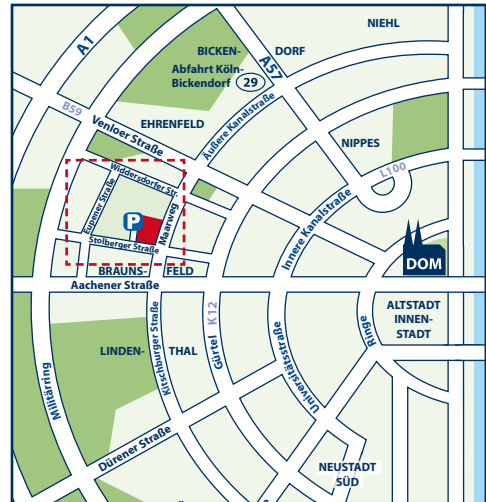 NIEHL
A1
BICKEN-
DORF
A57
Abfahrt Köln-
Bickendorf
29
B59
Venloer Straße
EHRENFELD
Äußere Kanalstraße
NIPPES
L100
Widdersdorfer Str.
Eupener Straße
P
Maarweg
Stolberger Straße
Innere Kanalstraße
DOM
BRAUNS-
FELD
Aachener Straße
ALTSTADT
INNEN-
STADT
Militärring
Kitschburger Straße
K12
Gürtel
Universitätsstraße
Ringe
LINDEN-
THAL
Dürener Straße
NEUSTADT
SÜD